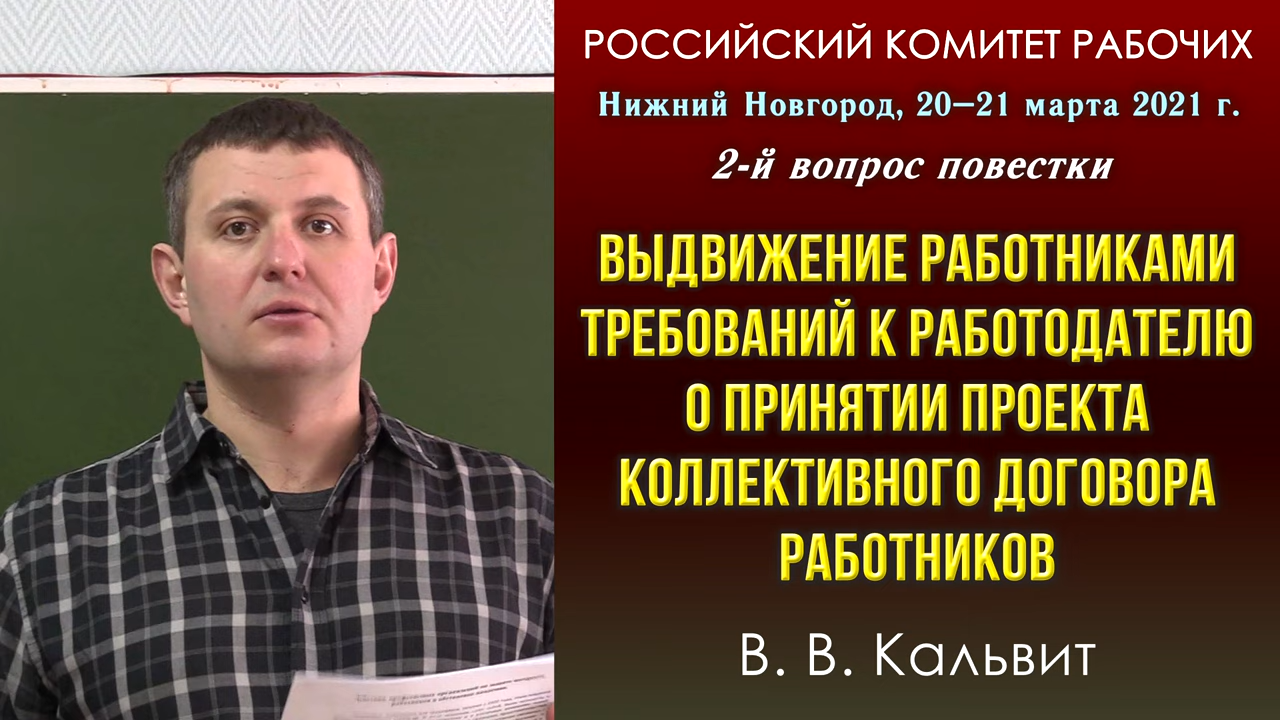 РОССИЙСКИЙ КОМИТЕТ РАБОЧИХ
Нижний Новгород, 20–21 марта 2021 г.
2-й вопрос повестки
ВЫДВИЖЕНИЕ РАБОТНИКАМИ
ТРЕБОВАНИЙ К РАБОТОДАТЕЛЮ
О ПРИНЯТИИ ПРОЕКТА
КОЛЛЕКТИВНОГО ДОГОВОРА
РАБОТНИКОВ
В. В. Кальвит